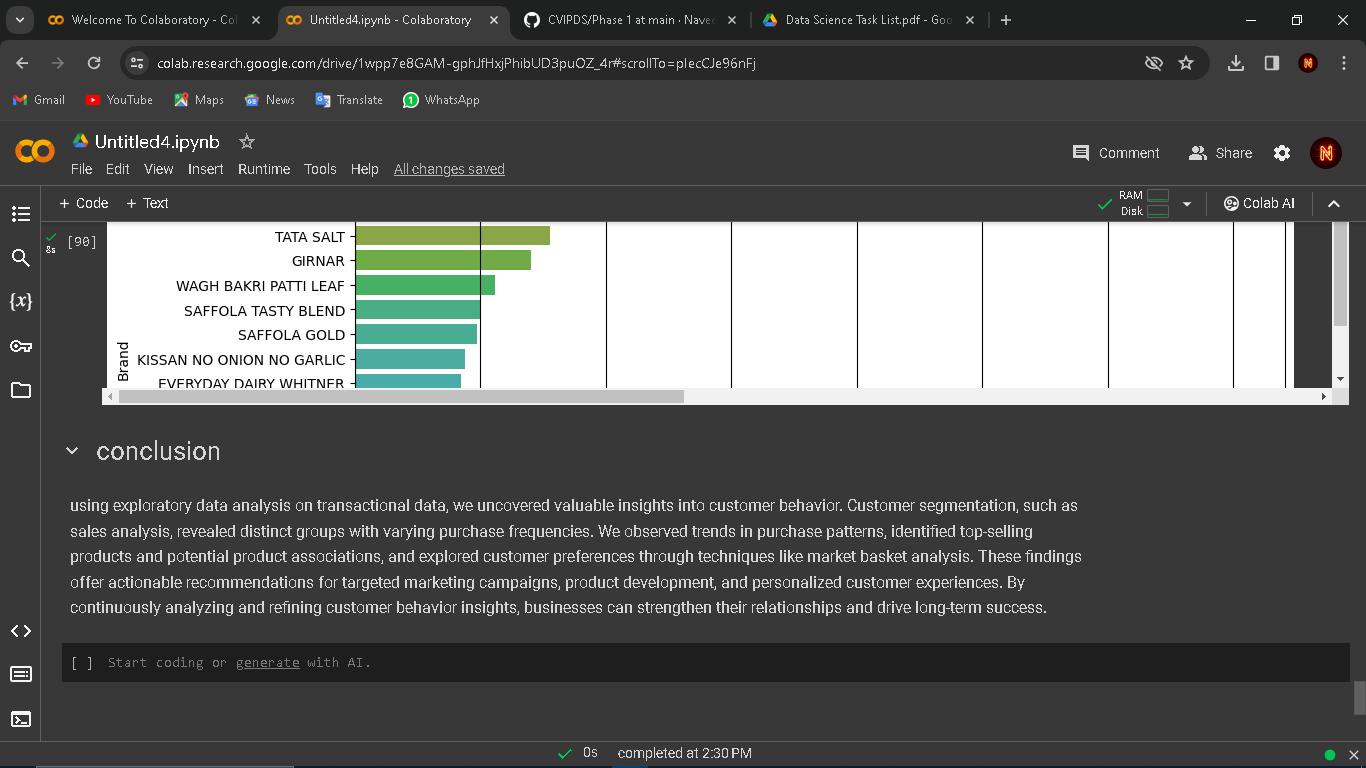 Welcome To Colaboratory - Col
Untitled4.ipynb - Colaboratory
CVIPDS/Phase 1 at main · Navee
Data Science Task List.pdf - Goo
colab.research.google.com/drive/1wpp7e8GAM-gphJfHxjPhibUD3puOZ_4r#scrollTo=pIecCJe96nFj
N
Gmail
YouTube
Maps
News
Translate
WhatsApp
Untitled4.ipynb
Comment
Share
N
File Edit View Insert Runtime Tools Help All changes saved
+ Code + Text
RAM
Disk
Colab AI
[90]
8s
{x}
TATA SALT
GIRNAR
WAGH BAKRI PATTI LEAF
SAFFOLA TASTY BLEND
SAFFOLA GOLD
KISSAN NO ONION NO GARLIC
EVERYDAY DAIRY WHITNER
Brand
conclusion
using exploratory data analysis on transactional data, we uncovered valuable insights into customer behavior. Customer segmentation, such as
sales analysis, revealed distinct groups with varying purchase frequencies. We observed trends in purchase patterns, identified top-selling
products and potential product associations, and explored customer preferences through techniques like market basket analysis. These findings
offer actionable recommendations for targeted marketing campaigns, product development, and personalized customer experiences. By
continuously analyzing and refining customer behavior insights, businesses can strengthen their relationships and drive long-term success.
[ ] Start coding or generate with AI.
0s completed at 2:30 PM